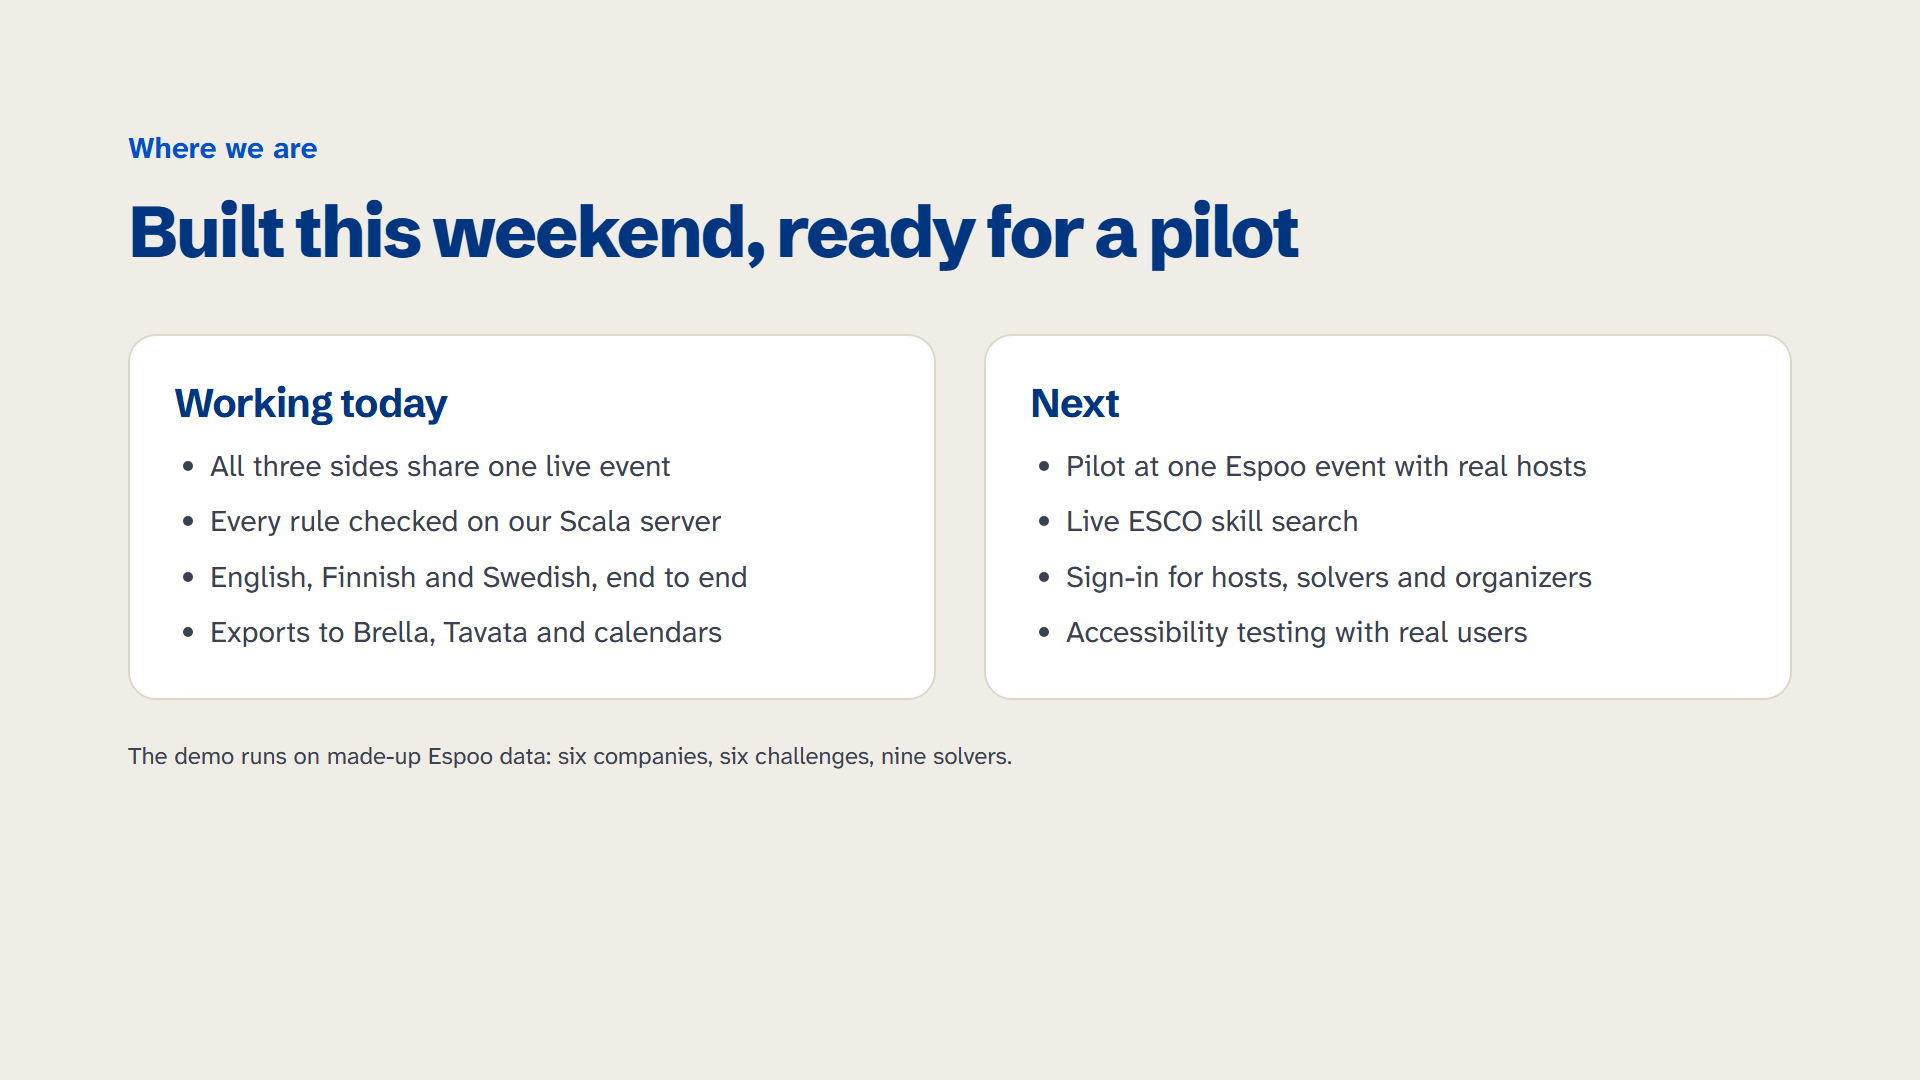 Where we are
Built this weekend, ready for a pilot
Working today
All three sides share one live event
Every rule checked on our Scala server
English, Finnish and Swedish, end to end
Exports to Brella, Tavata and calendars
Next
Pilot at one Espoo event with real hosts
Live ESCO skill search
Sign-in for hosts, solvers and organizers
Accessibility testing with real users
The demo runs on made-up Espoo data: six companies, six challenges, nine solvers.